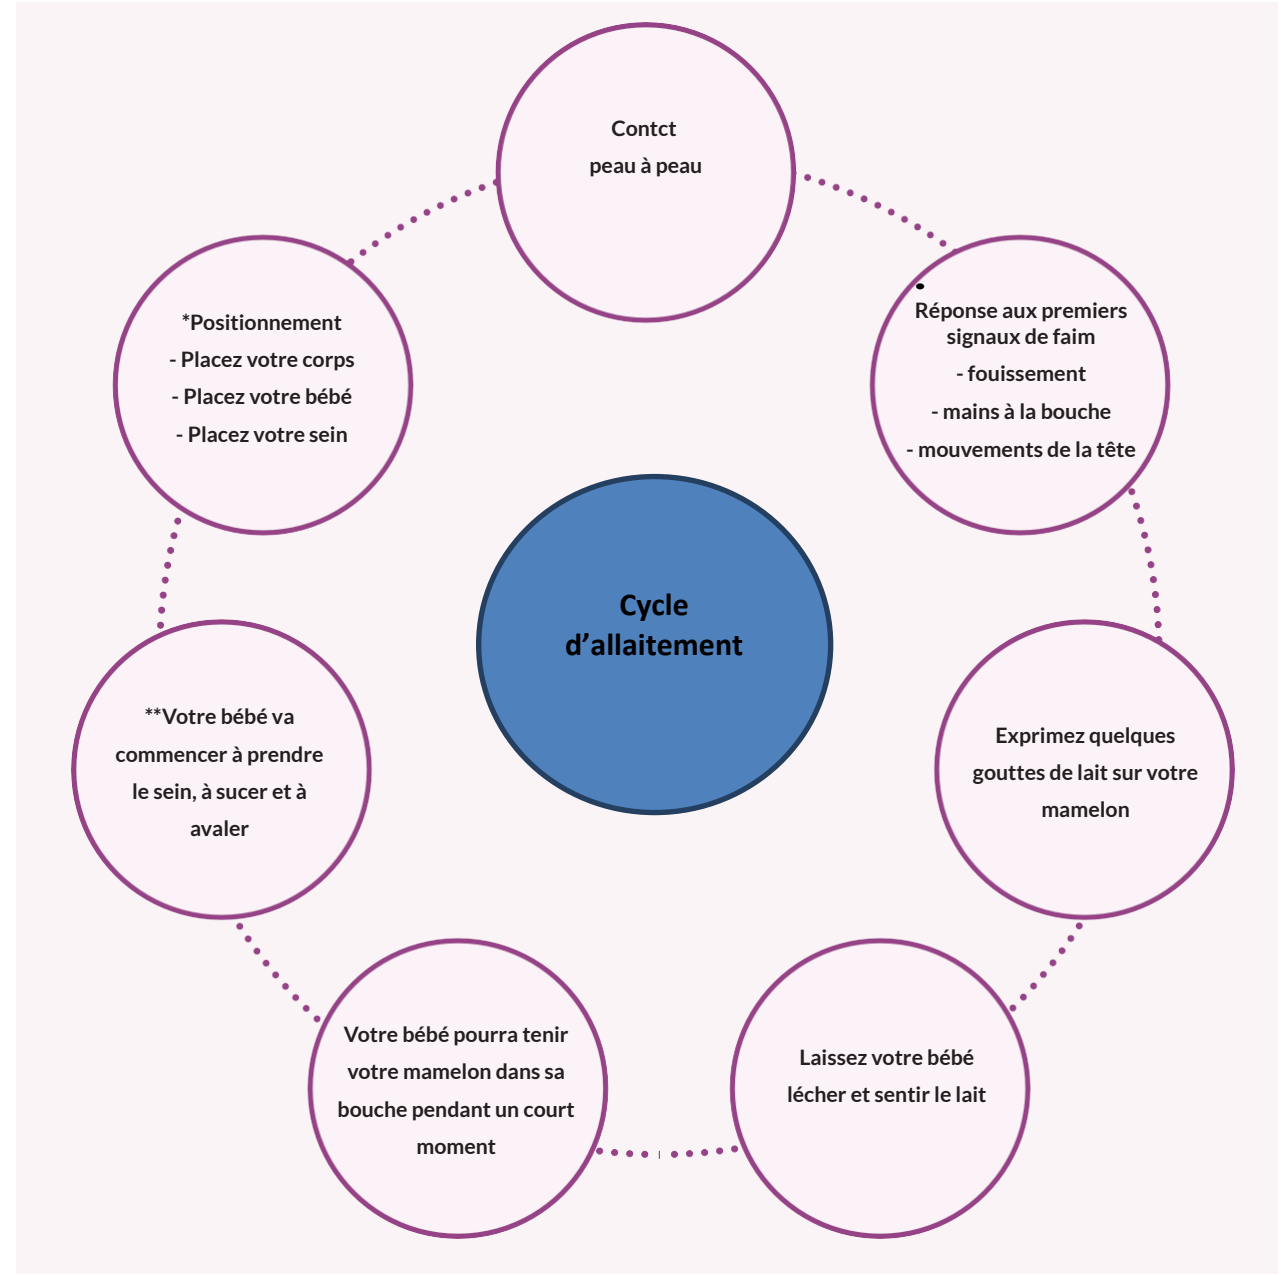 Contct
peau à peau
Réponse aux premiers
signaux de faim
- fouissement
- mains à la bouche
- mouvements de la tête
Exprimez quelques
gouttes de lait sur votre
mamelon
Laissez votre bébé
lécher et sentir le lait
Votre bébé pourra tenir
votre mamelon dans sa
bouche pendant un court
moment
**Votre bébé va
commencer à prendre
le sein, à sucer et à
avaler
*Positionnement
- Placez votre corps
- Placez votre bébé
- Placez votre sein
Cycle
d’allaitement